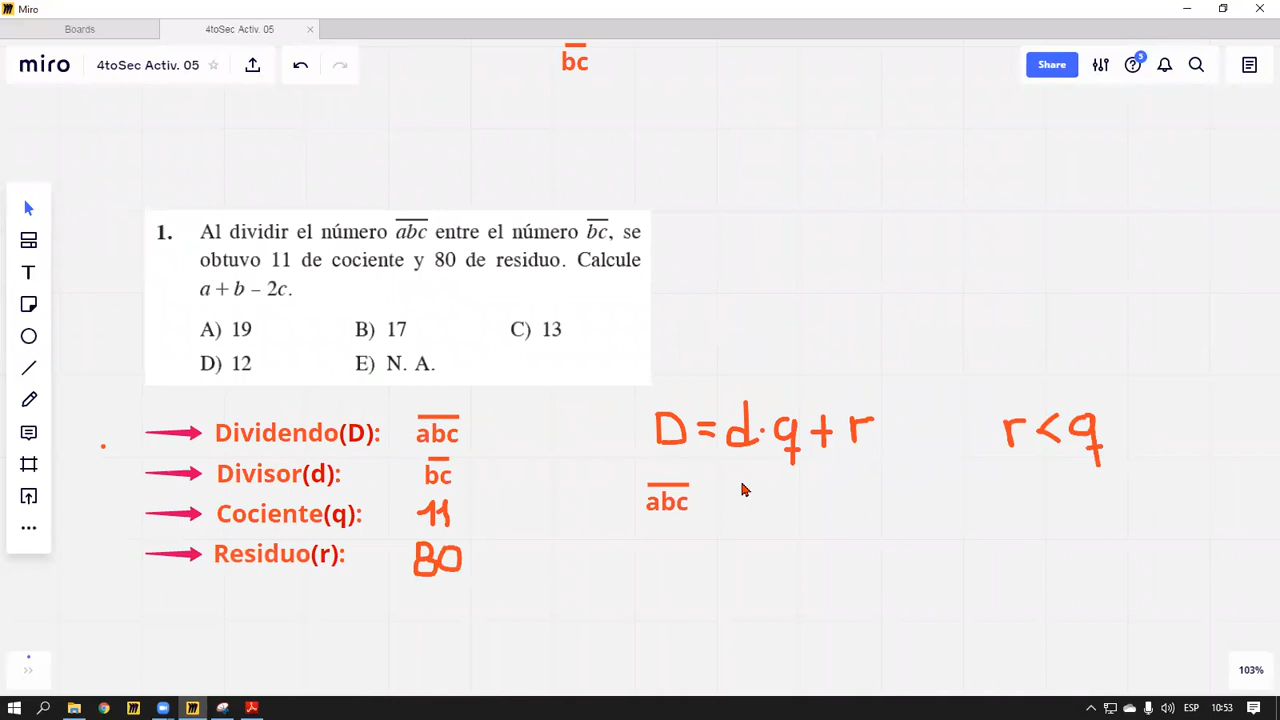 Miro
Boards
4toSec Activ. 05
miro
4toSec Activ. 05
Share
5
bc
1. Al dividir el número abc entre el número bc, se
obtuvo 11 de cociente y 80 de residuo. Calcule
a + b – 2c.
A) 19 B) 17 C) 13
D) 12 E) N. A.
Dividendo(D): abc
Divisor(d): bc
Cociente(q): 11
Residuo(r): 80
D = d · q + r
r < q
abc
T
103%
ESP
10:53